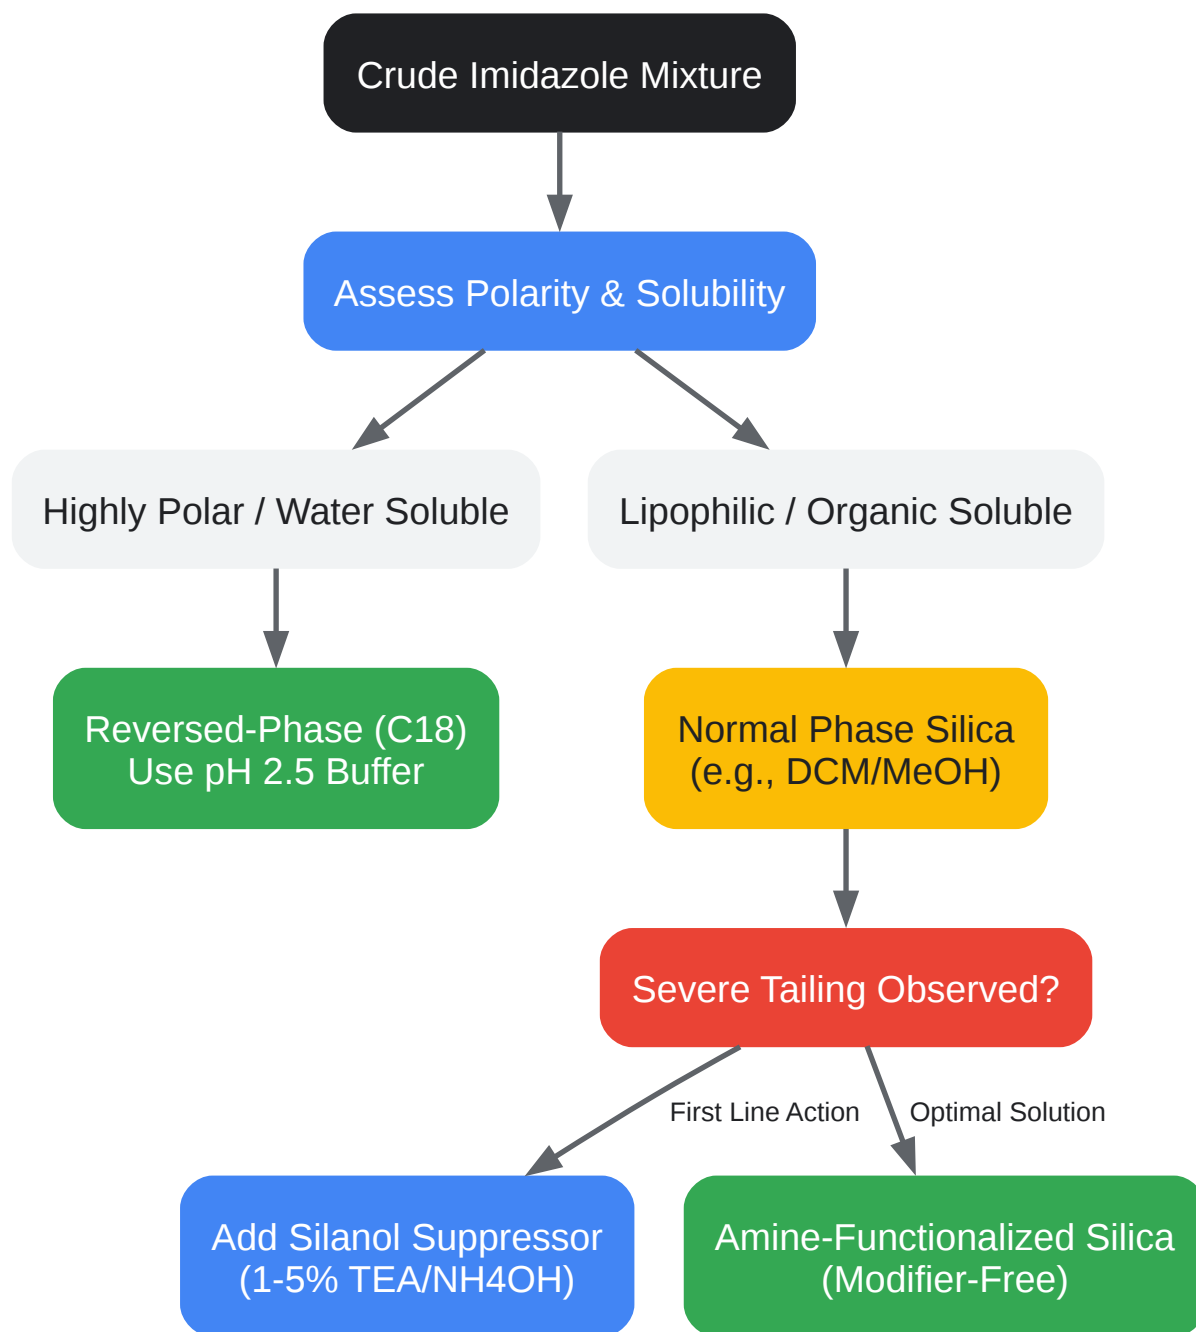 Crude Imidazole Mixture
Assess Polarity & Solubility
Highly Polar / Water Soluble
Lipophilic / Organic Soluble
Reversed-Phase (C18)
Use pH 2.5 Buffer
Normal Phase Silica
(e.g., DCM/MeOH)
Severe Tailing Observed?
First Line Action
Optimal Solution
Add Silanol Suppressor
(1-5% TEA/NH4OH)
Amine-Functionalized Silica
(Modifier-Free)